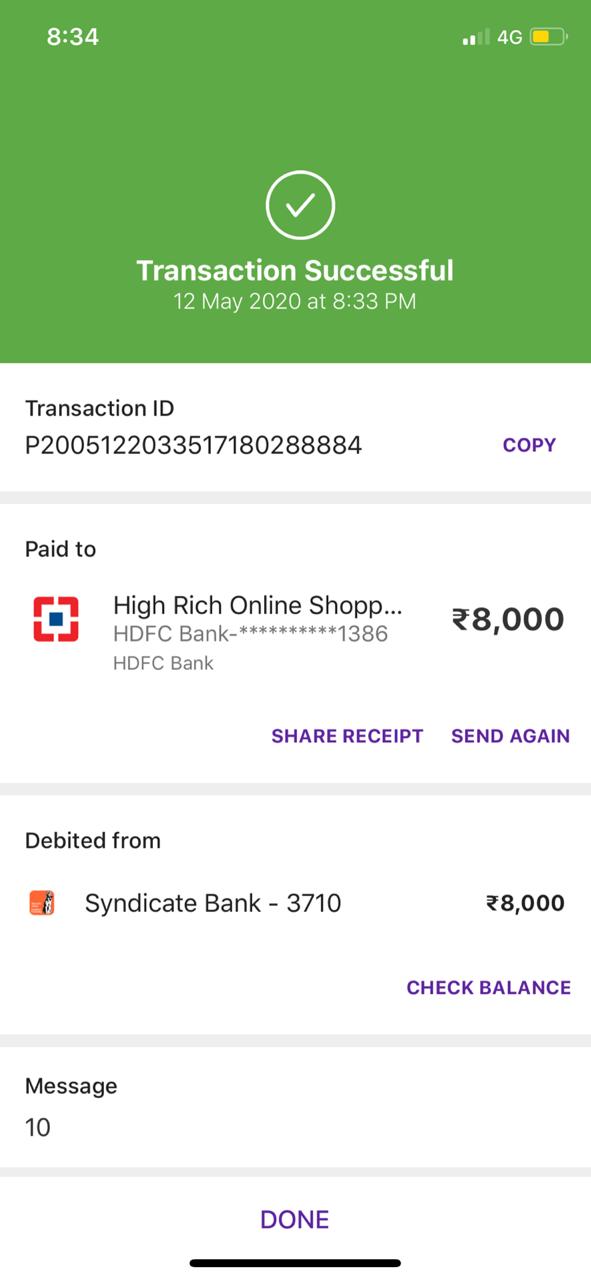 8:34
4G
Transaction Successful
12 May 2020 at 8:33 PM
Transaction ID
P2005122033517180288884
COPY
Paid to
High Rich Online Shopp...
₹8,000
HDFC Bank-**********1386
HDFC Bank
SHARE RECEIPT
SEND AGAIN
Debited from
Syndicate Bank - 3710
₹8,000
CHECK BALANCE
Message
10
DONE